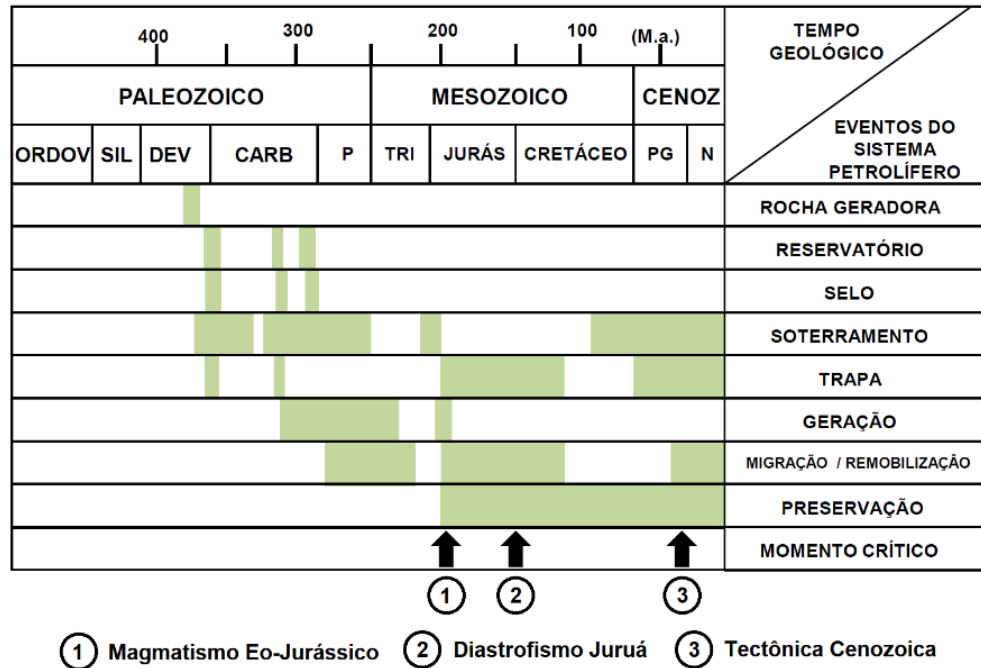 400 300 200 100 (M.a.)
TEMPO
GEOLÓGICO
PALEOZOICO MESOZOICO CENOZ
EVENTOS DO
SISTEMA
PETROLÍFERO
ORDOV SIL DEV CARB P TRI JURÁS CRETÁCEO PG N
ROCHA GERADORA
RESERVATÓRIO
SELO
SOTERRAMENTO
TRAPA
GERAÇÃO
MIGRAÇÃO / REMOBILIZAÇÂO
PRESERVAÇÃO
MOMENTO CRÍTICO
1 2 3
1 Magmatismo Eo-Jurássico 2 Diastrofismo Juruá 3 Tectônica Cenozoica